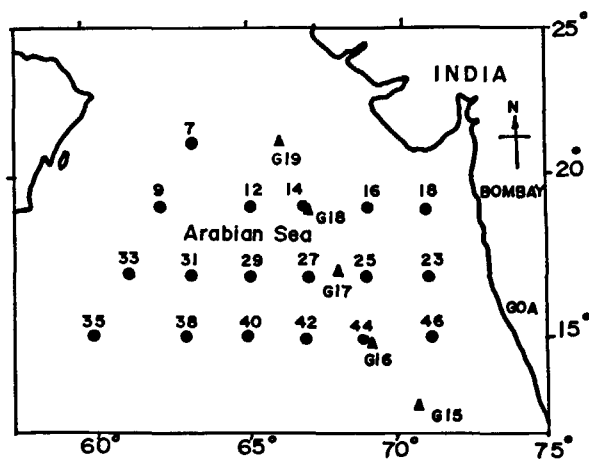 25°
INDIA
N
7
G19
20°
9 12 14 16 18 BOMBAY
G18
Arabian Sea
33 31 29 27 25 23
G17
GOA
35 38 40 42 44 46 15°
G16
G15
60° 65° 70° 75°